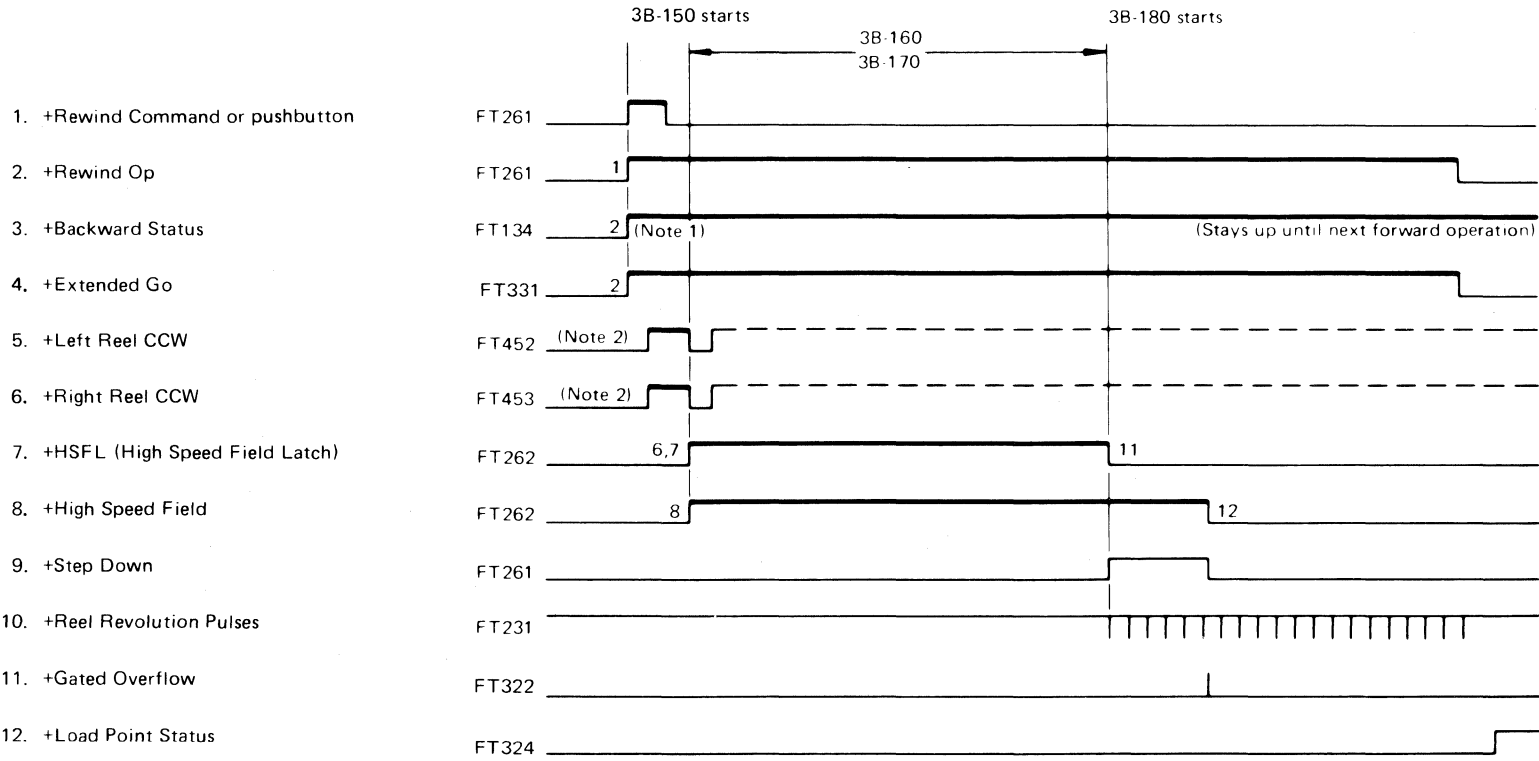 3B-150 starts
3B-180 starts
3B-160
3B-170
1. +Rewind Command or pushbutton FT261
2. +Rewind Op FT261 1
3. +Backward Status FT134 2 (Note 1) (Stays up until next forward operation)
4. +Extended Go FT331 2
5. +Left Reel CCW FT452 (Note 2)
6. +Right Reel CCW FT453 (Note 2)
7. +HSFL (High Speed Field Latch) FT262 6,7 11
8. +High Speed Field FT262 8 12
9. +Step Down FT261
10. +Reel Revolution Pulses FT231
11. +Gated Overflow FT322
12. +Load Point Status FT324